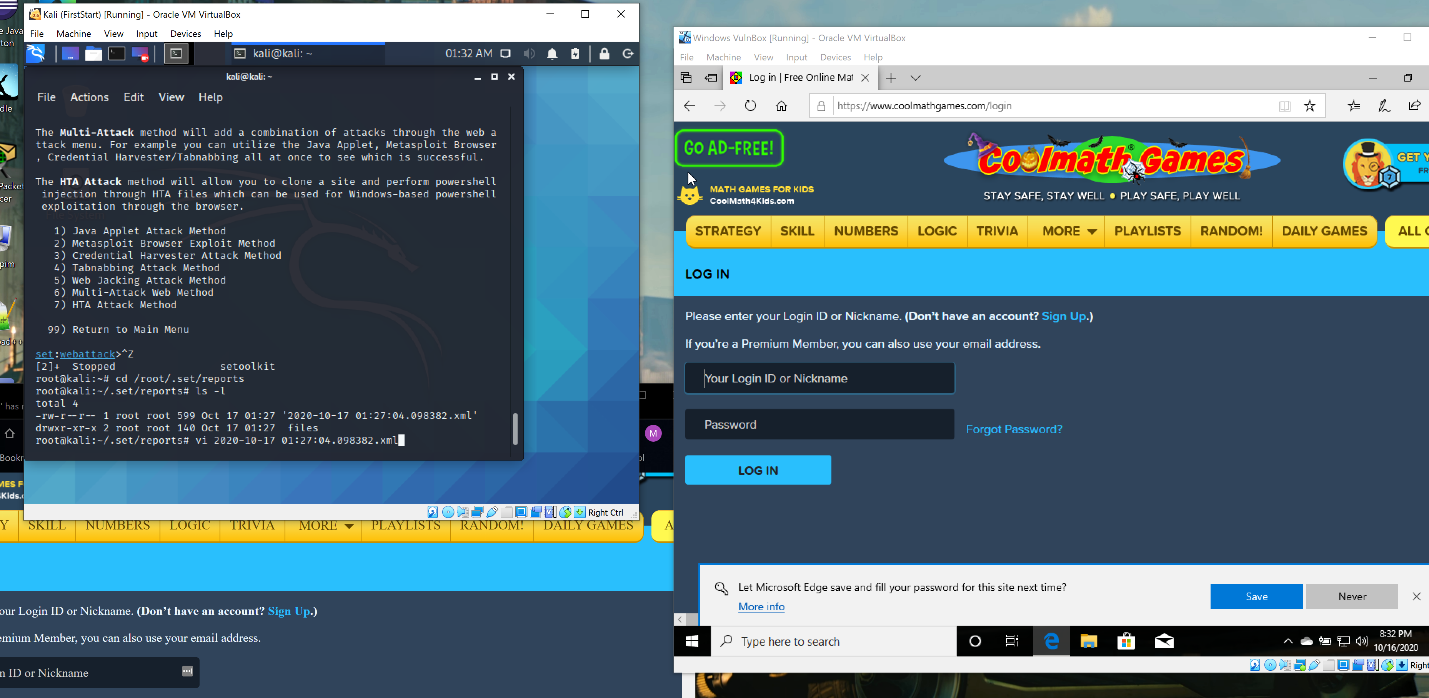 Kali (FirstStart) [Running] - Oracle VM VirtualBox
File Machine View Input Devices Help
kali@kali: ~
01:32 AM
kali@kali: ~
File Actions Edit View Help
The Multi-Attack method will add a combination of attacks through the web a
ttack menu. For example you can utilize the Java Applet, Metasploit Browser
, Credential Harvester/Tabnabbing all at once to see which is successful.
The HTA Attack method will allow you to clone a site and perform powershell
injection through HTA files which can be used for Windows-based powershell
exploitation through the browser.
1) Java Applet Attack Method
2) Metasploit Browser Exploit Method
3) Credential Harvester Attack Method
4) Tabnabbing Attack Method
5) Web Jacking Attack Method
6) Multi-Attack Web Method
7) HTA Attack Method
99) Return to Main Menu
set:webattack>^Z
[2]+ Stopped setoolkit
root@kali:~# cd /root/.set/reports
root@kali:~/.set/reports# ls -l
total 4
-rw-r--r-- 1 root root 599 Oct 17 01:27 '2020-10-17 01:27:04.098382.xml'
drwxr-xr-x 2 root root 140 Oct 17 01:27 files
root@kali:~/.set/reports# vi 2020-10-17 01:27:04.098382.xml
Right Ctrl
SKILL NUMBERS LOGIC TRIVIA MORE PLAYLISTS RANDOM! DAILY GAMES
our Login ID or Nickname. (Don't have an account? Sign Up.)
emium Member, you can also use your email address.
n ID or Nickname
M
Windows VulnBox [Running] - Oracle VM VirtualBox
File Machine View Input Devices Help
Log in | Free Online Mat
https://www.coolmathgames.com/login
GO AD-FREE!
MATH GAMES FOR KIDS
CoolMath4Kids.com
Coolmath Games
STAY SAFE, STAY WELL • PLAY SAFE, PLAY WELL
GET Y
FR
STRATEGY SKILL NUMBERS LOGIC TRIVIA MORE PLAYLISTS RANDOM! DAILY GAMES ALL
LOG IN
Please enter your Login ID or Nickname. (Don't have an account? Sign Up.)
If you're a Premium Member, you can also use your email address.
Your Login ID or Nickname
Password
Forgot Password?
LOG IN
Let Microsoft Edge save and fill your password for this site next time?
More info
Save
Never
Type here to search
8:32 PM
10/16/2020
Right